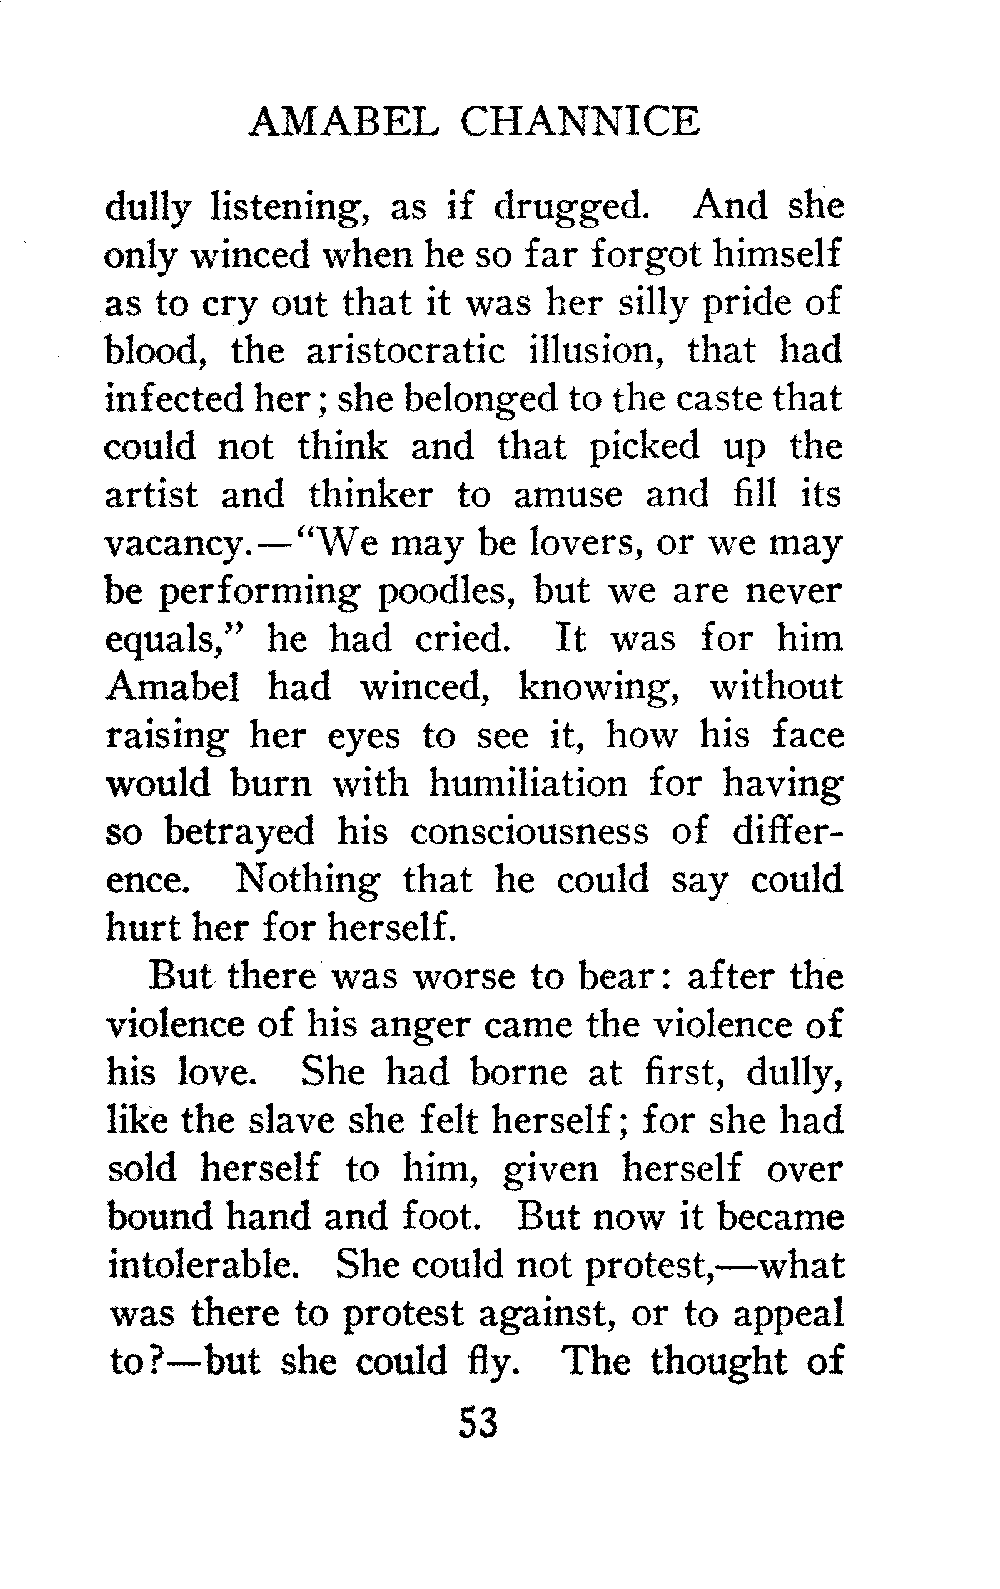 AMABEL CHANNICE
dully listening, as if drugged. And she
only winced when he so far forgot himself
as to cry out that it was her silly pride of
blood, the aristocratic illusion, that had
infected her; she belonged to the caste that
could not think and that picked up the
artist and thinker to amuse and fill its
vacancy.—“We may be lovers, or we may
be performing poodles, but we are never
equals,” he had cried. It was for him
Amabel had winced, knowing, without
raising her eyes to see it, how his face
would burn with humiliation for having
so betrayed his consciousness of differ-
ence. Nothing that he could say could
hurt her for herself.
But there was worse to bear: after the
violence of his anger came the violence of
his love. She had borne at first, dully,
like the slave she felt herself; for she had
sold herself to him, given herself over
bound hand and foot. But now it became
intolerable. She could not protest,—what
was there to protest against, or to appeal
to?—but she could fly. The thought of
53